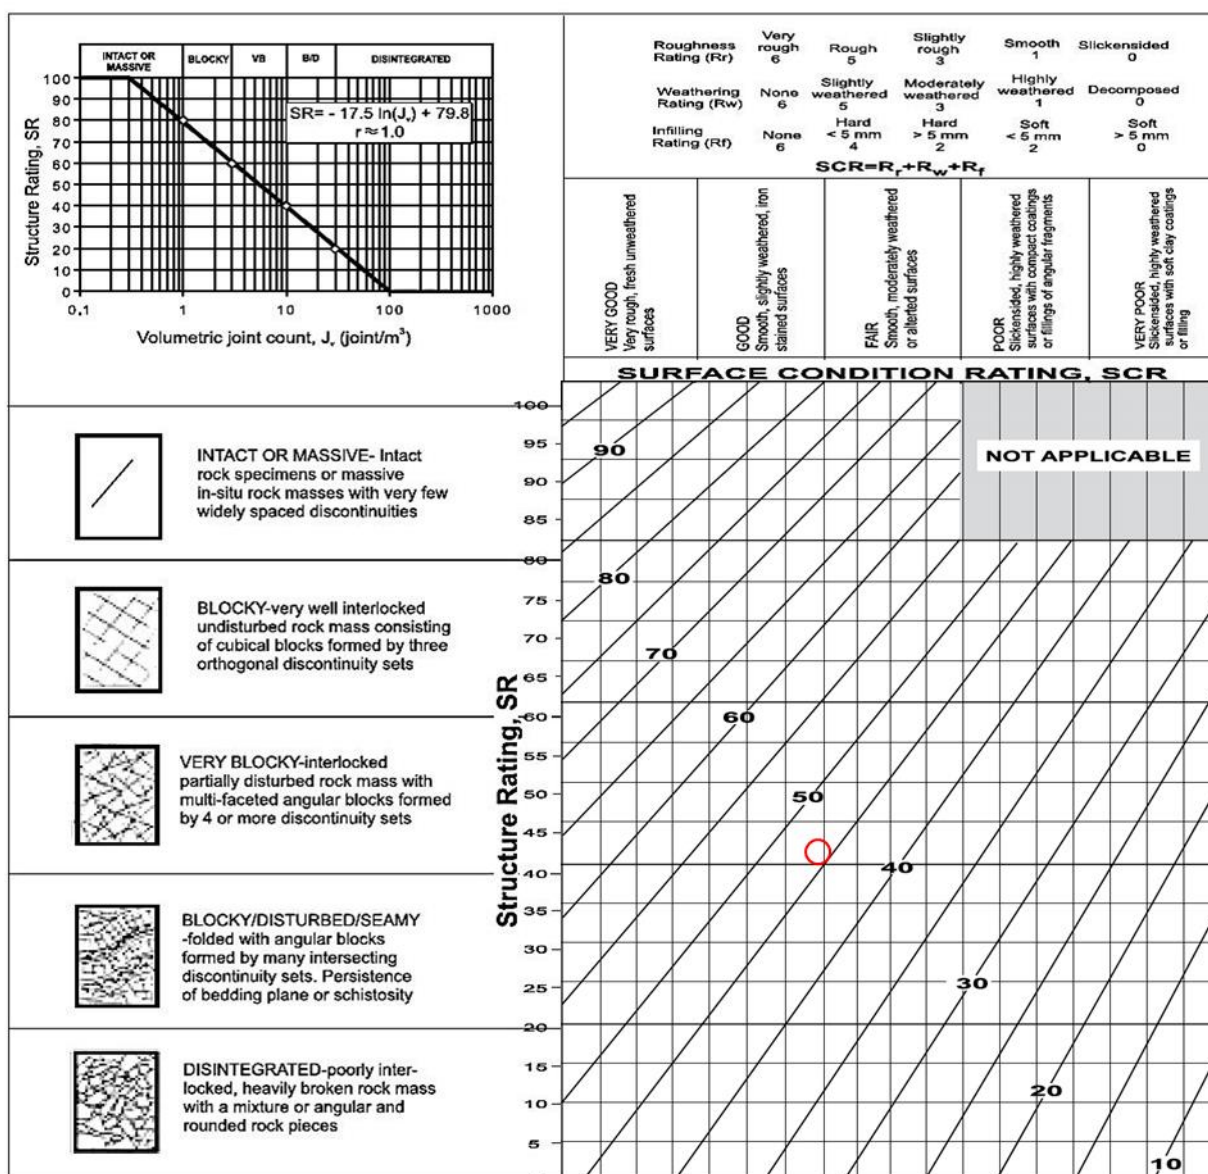 INTACT OR
MASSIVE
BLOCKY
VB
B/D
DISINTEGRATED
Structure Rating, SR
100
90
80
70
60
50
40
30
20
10
0
SR= - 17.5 ln(Jᵥ) + 79.8
r ≈ 1.0
0.1
1
10
100
1000
Volumetric joint count, Jᵥ (joint/m³)
Roughness
Rating (Rr)
Very
rough
6
Rough
5
Slightly
rough
3
Smooth
1
Slickensided
0
Weathering
Rating (Rw)
None
6
Slightly
weathered
5
Moderately
weathered
3
Highly
weathered
1
Decomposed
0
Infilling
Rating (Rf)
None
6
Hard
< 5 mm
4
Hard
> 5 mm
2
Soft
< 5 mm
2
Soft
> 5 mm
0
SCR=Rr+Rw+Rf
VERY GOOD
Very rough, fresh unweathered
surfaces
GOOD
Smooth, slightly weathered, iron
stained surfaces
FAIR
Smooth, moderately weathered
or alterted surfaces
POOR
Slickensided, highly weathered
surfaces with compact coatings
or fillings of angular fragments
VERY POOR
Slickensided, highly weathered
surfaces with soft clay coatings
or filling
SURFACE CONDITION RATING, SCR
INTACT OR MASSIVE- Intact
rock specimens or massive
in-situ rock masses with very few
widely spaced discontinuities
BLOCKY-very well interlocked
undisturbed rock mass consisting
of cubical blocks formed by three
orthogonal discontinuity sets
VERY BLOCKY-interlocked
partially disturbed rock mass with
multi-faceted angular blocks formed
by 4 or more discontinuity sets
BLOCKY/DISTURBED/SEAMY
-folded with angular blocks
formed by many intersecting
discontinuity sets. Persistence
of bedding plane or schistosity
DISINTEGRATED-poorly inter-
locked, heavily broken rock mass
with a mixture or angular and
rounded rock pieces
Structure Rating, SR
100
95
90
85
80
75
70
65
60
55
50
45
40
35
30
25
20
15
10
5
NOT APPLICABLE
90
80
70
60
50
40
30
20
10